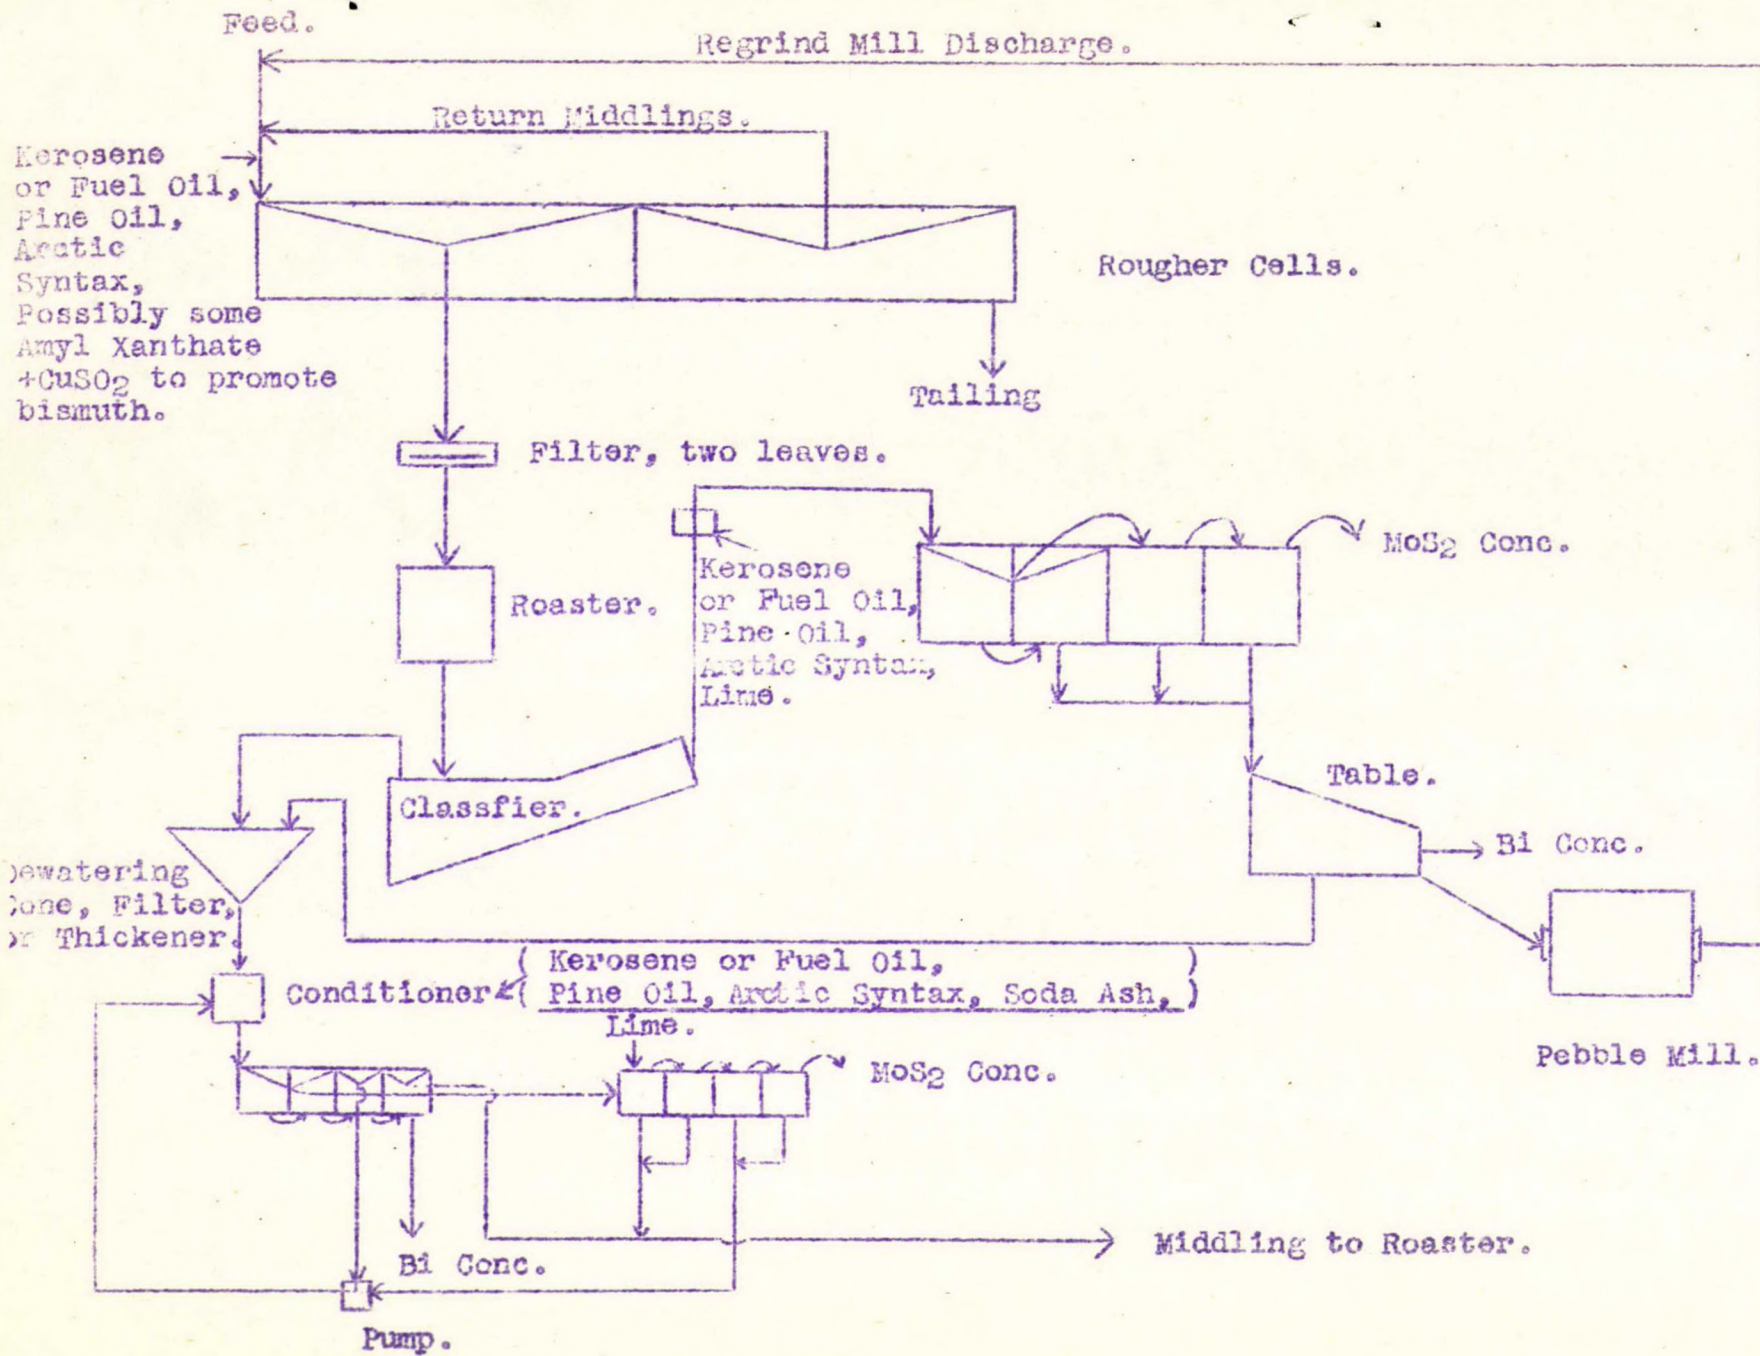 Feed.
Regrind Mill Discharge.
Return Middlings.
Kerosene
or Fuel Oil,
Pine Oil,
Arctic
Syntax,
Possibly some
Amyl Xanthate
+CuSO2 to promote
bismuth.
Rougher Cells.
Tailing
Filter, two leaves.
MoS2 Conc.
Kerosene
or Fuel Oil,
Pine Oil,
Arctic Syntax,
Lime.
Roaster.
Classfier.
Table.
Bi Conc.
Dewatering
Cone, Filter,
or Thickener.
Conditioner ( Kerosene or Fuel Oil, )
( Pine Oil, Arctic Syntax, Soda Ash, )
Lime.
Pebble Mill.
MoS2 Conc.
Bi Conc.
Middling to Roaster.
Pump.